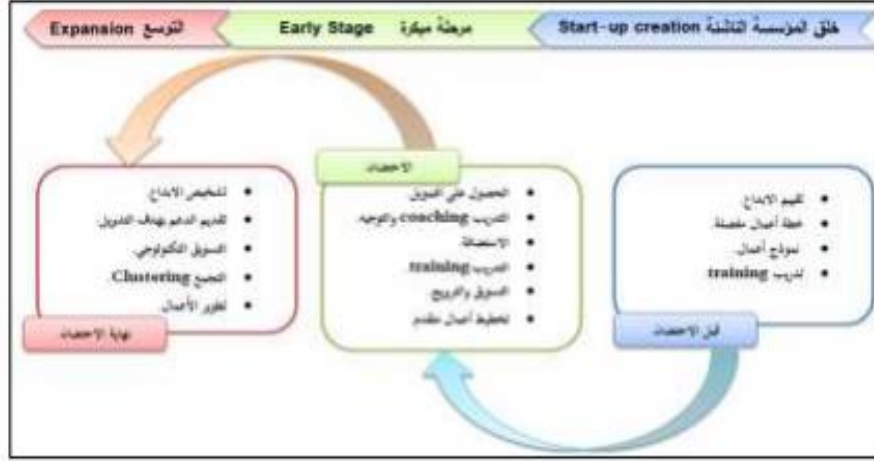 خلق المؤسسة الناشئة Start-up creation
مرحلة مبكرة Early Stage
التوسع Expansion
تقييم الابداع.
خطة أعمال مفصلة.
نموذج أعمال.
تدريب training.
قبل الاحتضان
الاحتضان
الحصول على التمويل
التدريب coaching والتوجيه.
الاستضافة.
التدريب training.
التسويق والترويج.
تخطيط أعمال متقدم
تشخيص الابداع.
تقديم الدعم بهدف التدويل.
التسويق التكنولوجي.
التجمع Clustering.
تطوير الأعمال.
نهاية الاحتضان